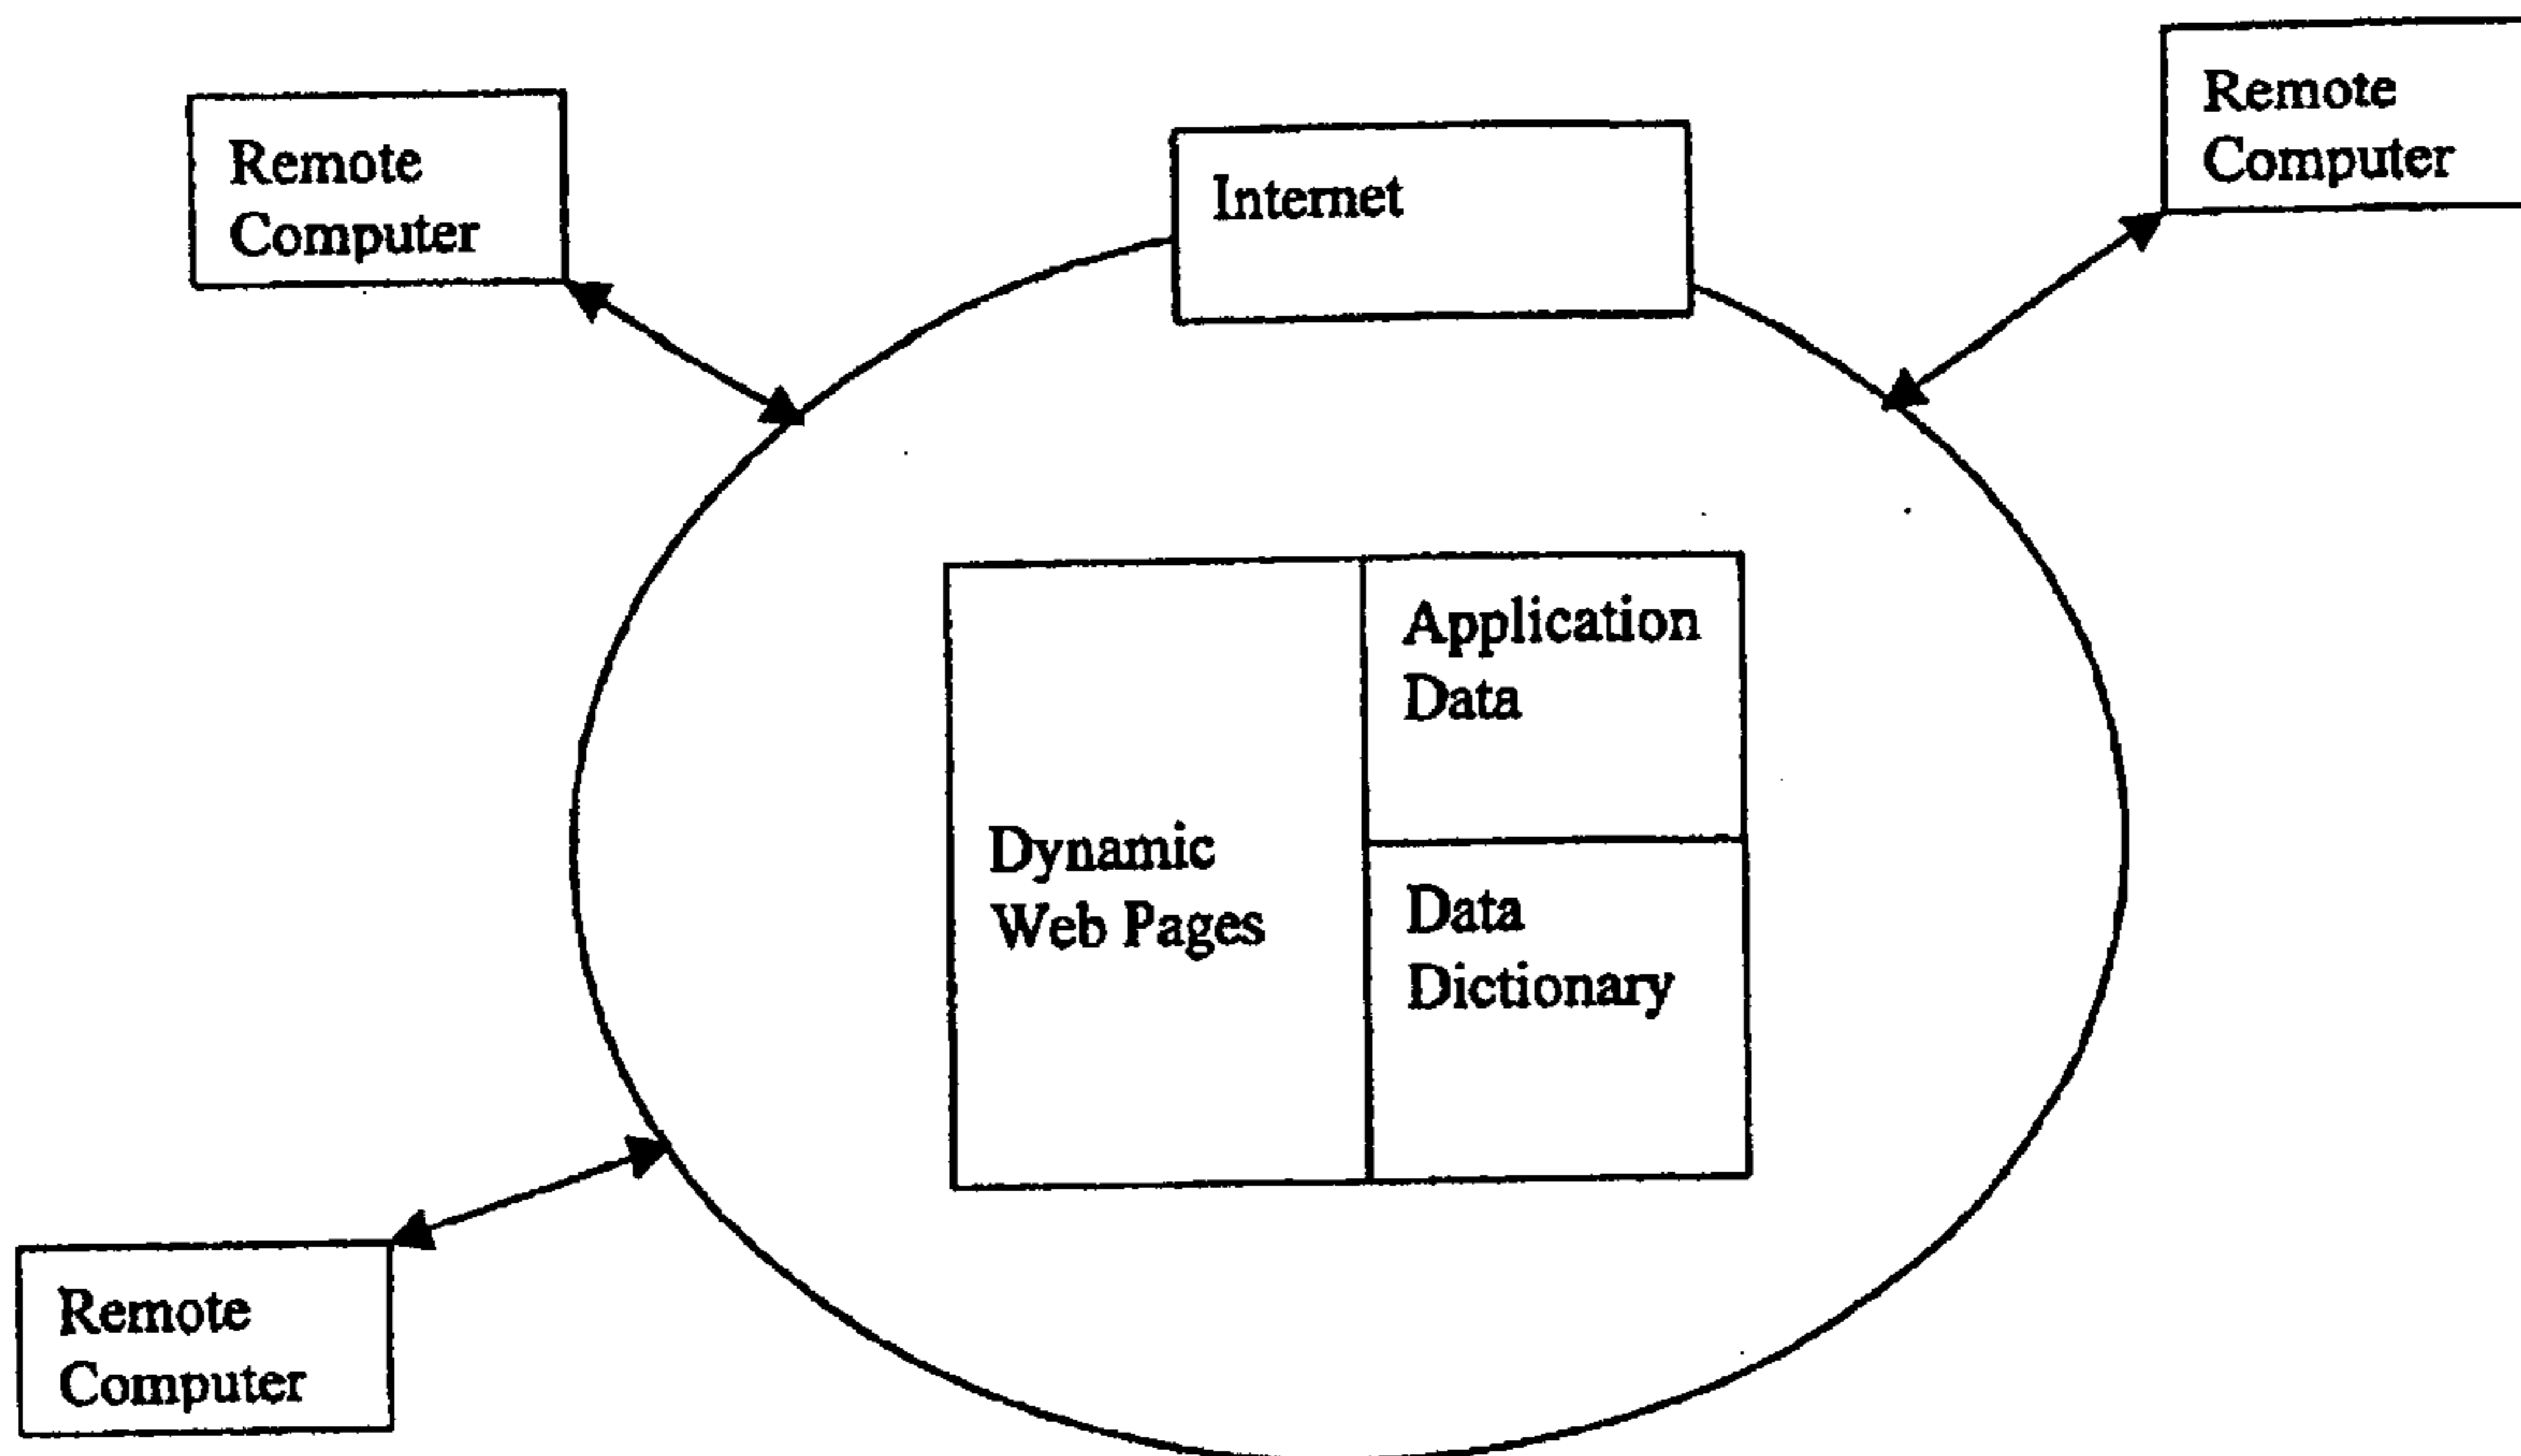 Remote
Computer
Internet
Remote
Computer
Application
Data
Dynamic
Web Pages
Data
Dictionary
Remote
Computer